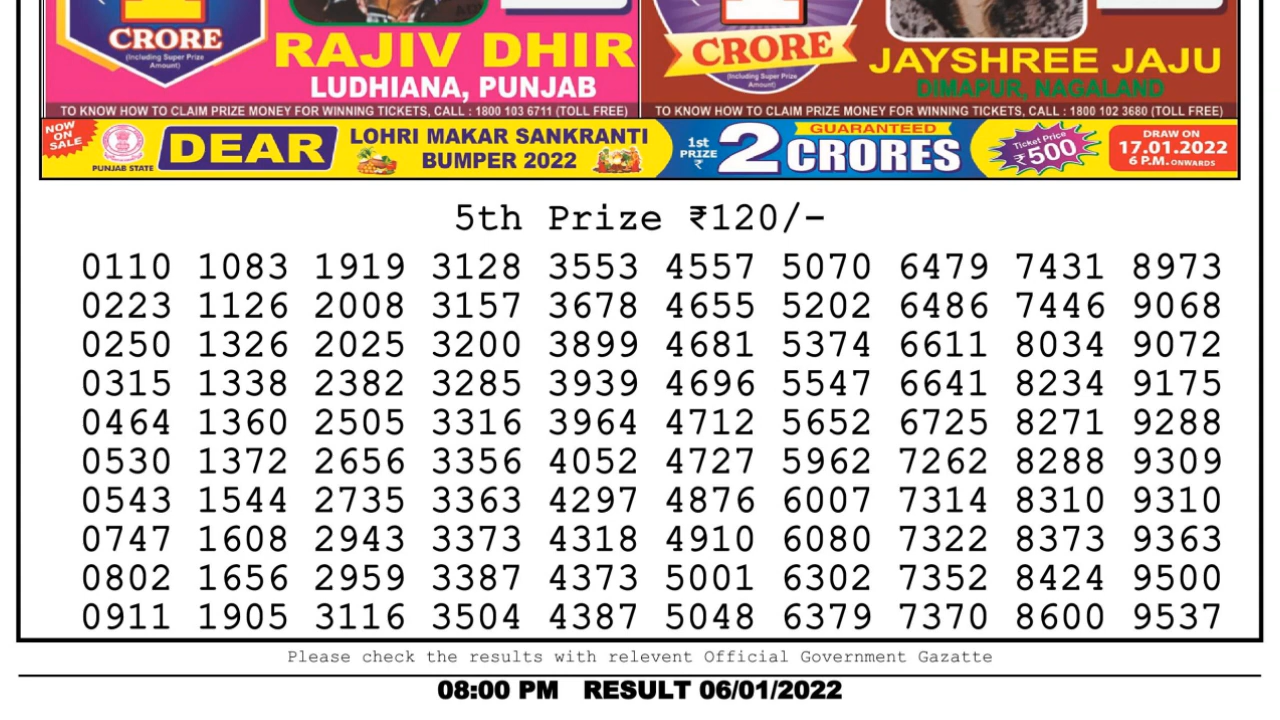 CRORE
(Including Super Prize
Amount)
RAJIV DHIR
LUDHIANA, PUNJAB
CRORE
(Including Super Prize
Amount)
JAYSHREE JAJU
DIMAPUR, NAGALAND
TO KNOW HOW TO CLAIM PRIZE MONEY FOR WINNING TICKETS, CALL : 1800 103 6711 (TOLL FREE)
TO KNOW HOW TO CLAIM PRIZE MONEY FOR WINNING TICKETS, CALL : 1800 102 3680 (TOLL FREE)
NOW
ON
SALE
PUNJAB STATE
DEAR
LOHRI MAKAR SANKRANTI
BUMPER 2022
1st
PRIZE
₹
2
GUARANTEED
CRORES
Ticket Price
₹500
DRAW ON
17.01.2022
6 P.M. ONWARDS
5th Prize ₹120/-
0110 1083 1919 3128 3553 4557 5070 6479 7431 8973
0223 1126 2008 3157 3678 4655 5202 6486 7446 9068
0250 1326 2025 3200 3899 4681 5374 6611 8034 9072
0315 1338 2382 3285 3939 4696 5547 6641 8234 9175
0464 1360 2505 3316 3964 4712 5652 6725 8271 9288
0530 1372 2656 3356 4052 4727 5962 7262 8288 9309
0543 1544 2735 3363 4297 4876 6007 7314 8310 9310
0747 1608 2943 3373 4318 4910 6080 7322 8373 9363
0802 1656 2959 3387 4373 5001 6302 7352 8424 9500
0911 1905 3116 3504 4387 5048 6379 7370 8600 9537
Please check the results with relevent Official Government Gazatte
08:00 PM RESULT 06/01/2022